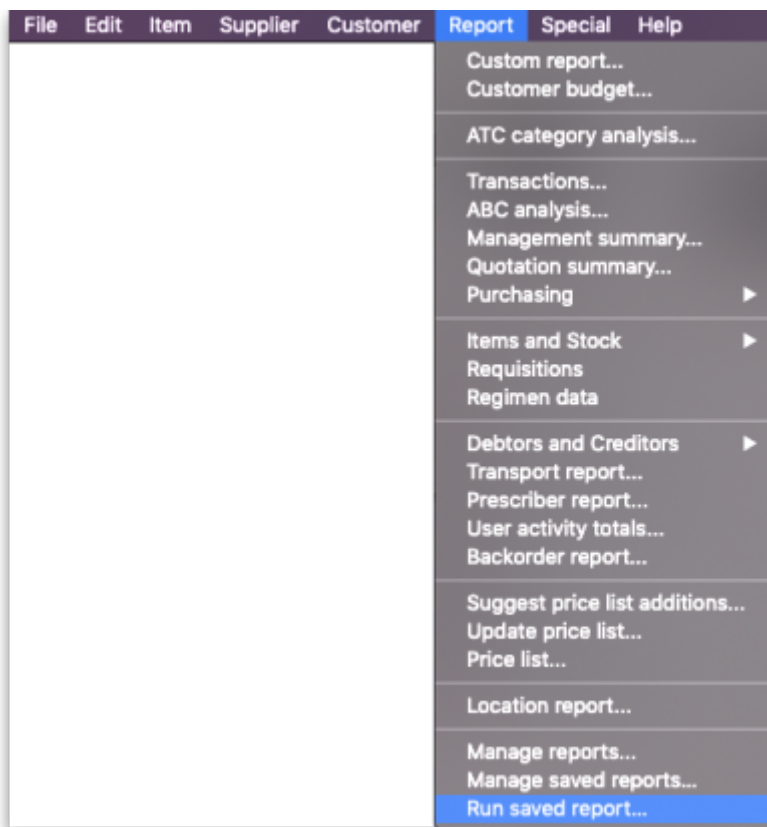 File Edit Item Supplier Customer Report Special Help
Custom report...
Customer budget...
ATC category analysis...
Transactions...
ABC analysis...
Management summary...
Quotation summary...
Purchasing
Items and Stock
Requisitions
Regimen data
Debtors and Creditors
Transport report...
Prescriber report...
User activity totals...
Backorder report...
Suggest price list additions...
Update price list...
Price list...
Location report...
Manage reports...
Manage saved reports...
Run saved report...